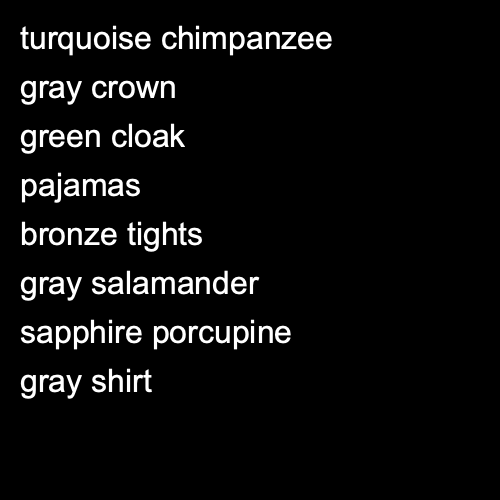 turquoise chimpanzee
gray crown
green cloak
pajamas
bronze tights
gray salamander
sapphire porcupine
gray shirt